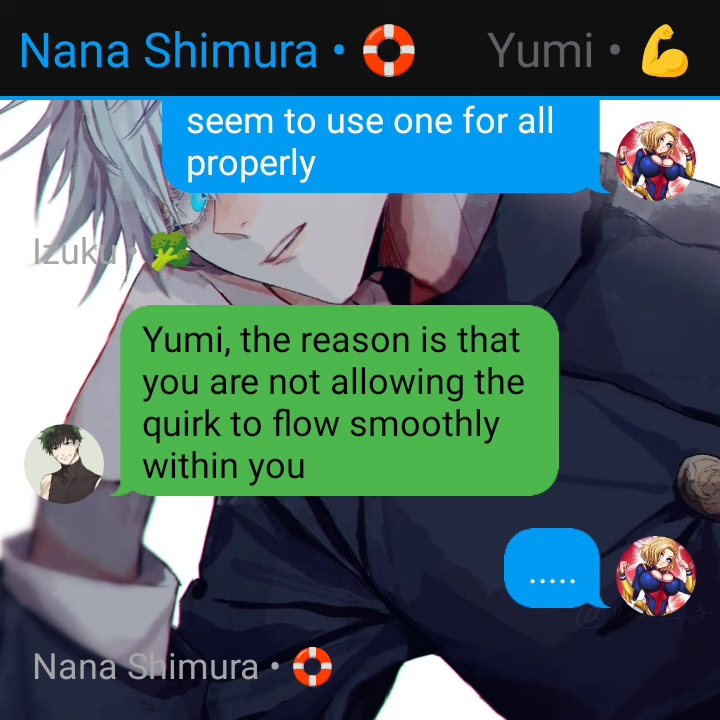 Nana Shimura • 🛟 Yumi • 💪
seem to use one for all
properly
Izuku • 🥦
Yumi, the reason is that
you are not allowing the
quirk to flow smoothly
within you
.....
Nana Shimura • 🛟